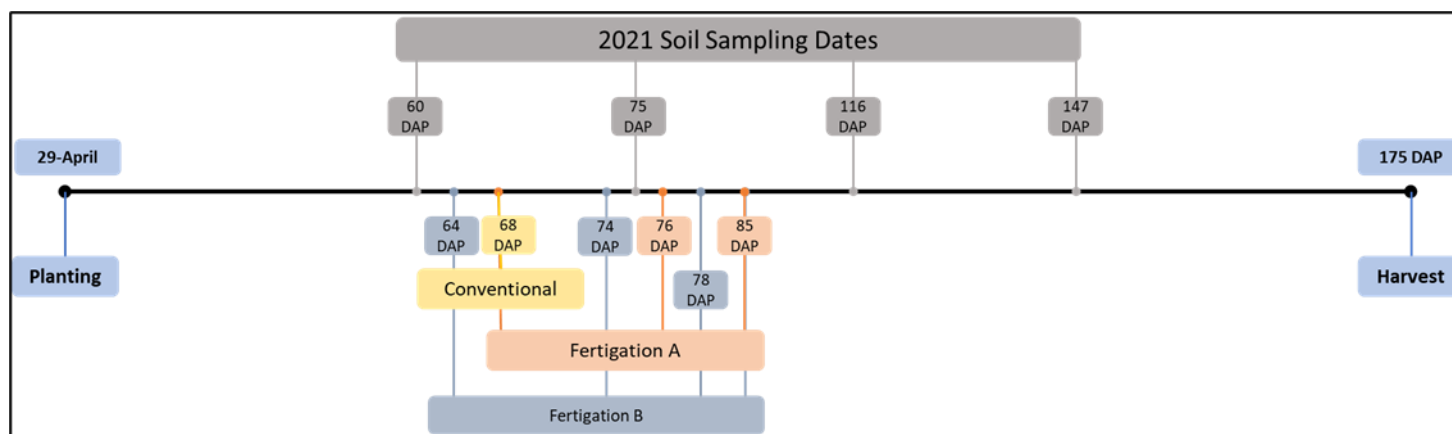 2021 Soil Sampling Dates
60
DAP
75
DAP
116
DAP
147
DAP
29-April
175 DAP
64
DAP
68
DAP
74
DAP
76
DAP
85
DAP
Planting
Conventional
78
DAP
Harvest
Fertigation A
Fertigation B